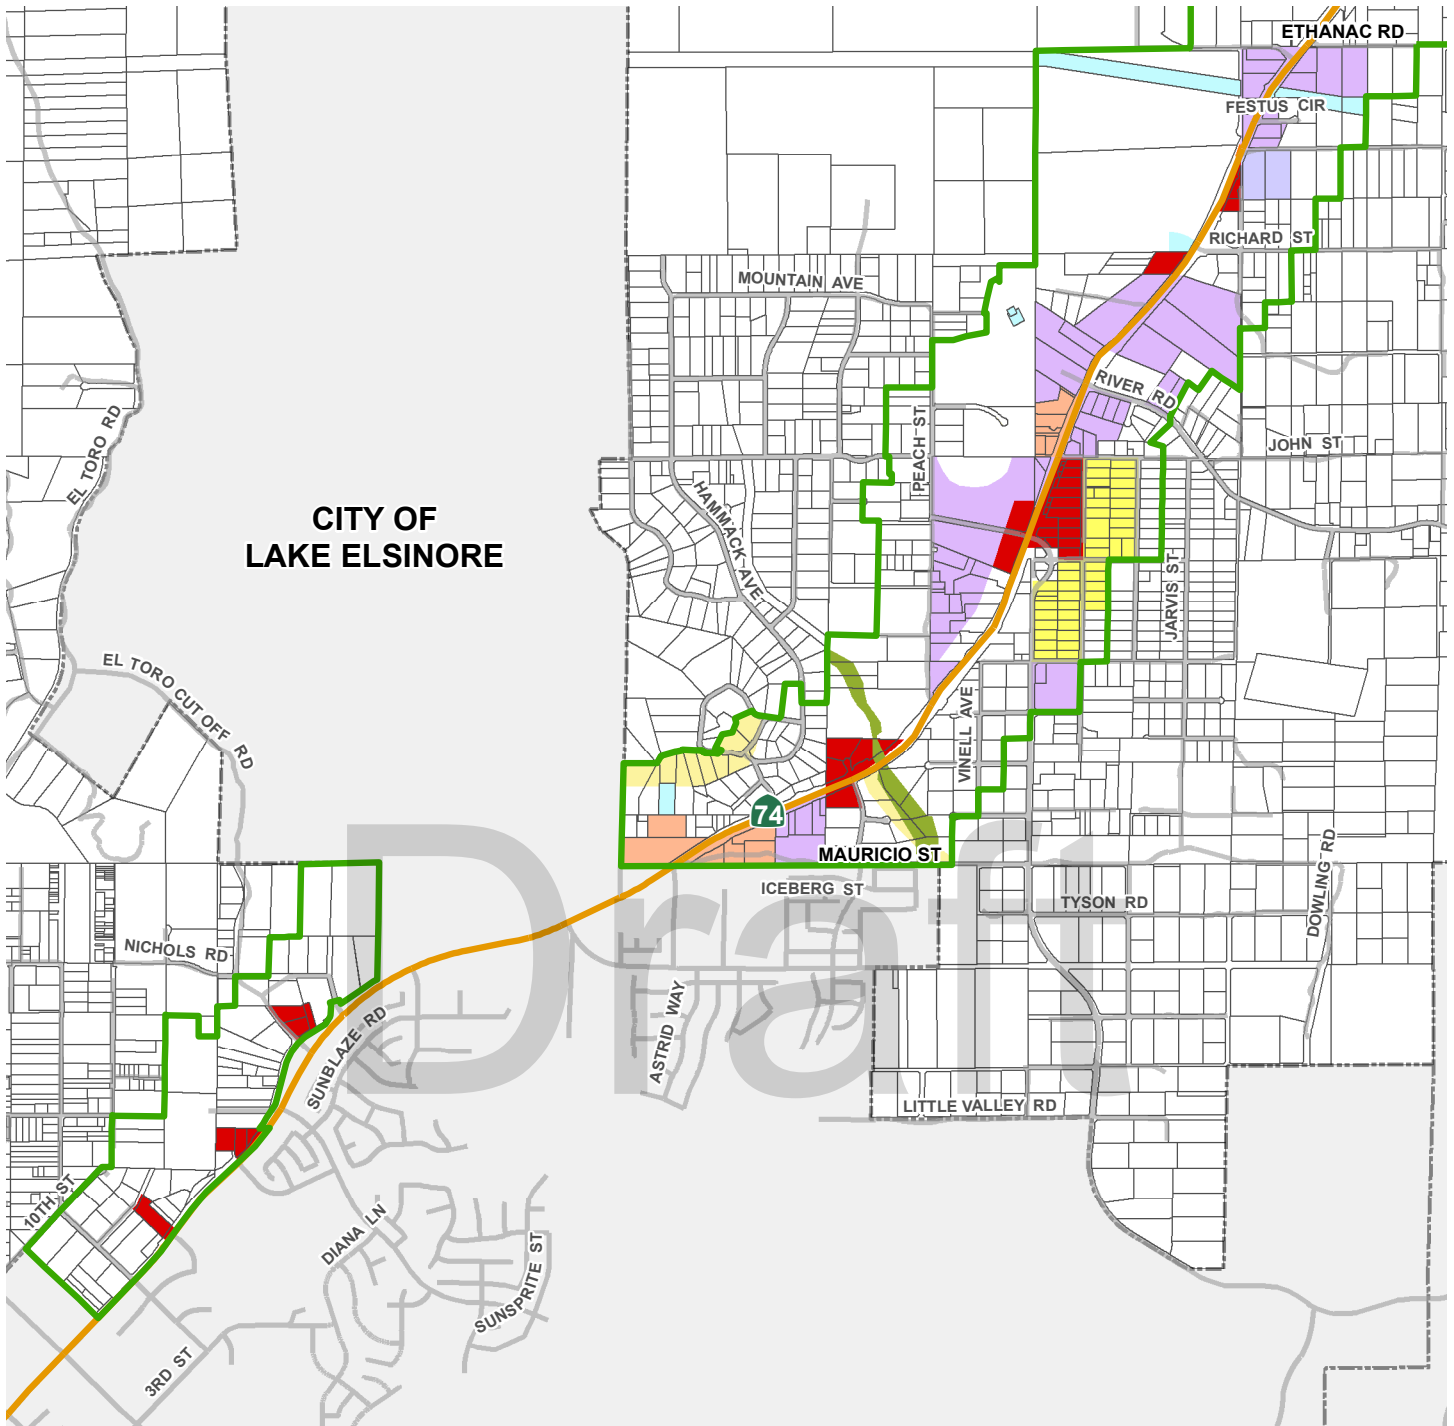 ETHANAC RD
FESTUS CIR
RICHARD ST
MOUNTAIN AVE
RIVER RD
JOHN ST
EL TORO RD
PEACH ST
HAMMACK AVE
CITY OF
LAKE ELSINORE
JARVIS ST
EL TORO CUT OFF RD
VINELL AVE
74
MAURICIO ST
DOWLING RD
ICEBERG ST
TYSON RD
NICHOLS RD
Draft
ASTRID WAY
SUNBLAZE RD
LITTLE VALLEY RD
10TH ST
DIANA LN
SUNSPRITE ST
3RD ST